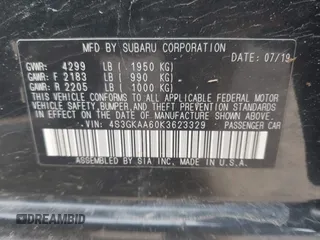 MFD BY SUBARU CORPORATION
GVWR: 4299 LB ( 1950 KG) DATE: 07/19
GAWR: F 2183 LB ( 990 KG)
GAWR: R 2205 LB ( 1000 KG)
THIS VEHICLE CONFORMS TO ALL APPLICABLE FEDERAL MOTOR VEHICLE SAFETY, BUMPER, AND THEFT PREVENTION STANDARDS IN EFFECT ON THE DATE OF MANUFACTURE SHOWN ABOVE.
VIN: 4S3GKAA60K3623329 PASSENGER CAR
ASSEMBLED BY SIA INC, MADE IN U.S.A.
DREAMBID